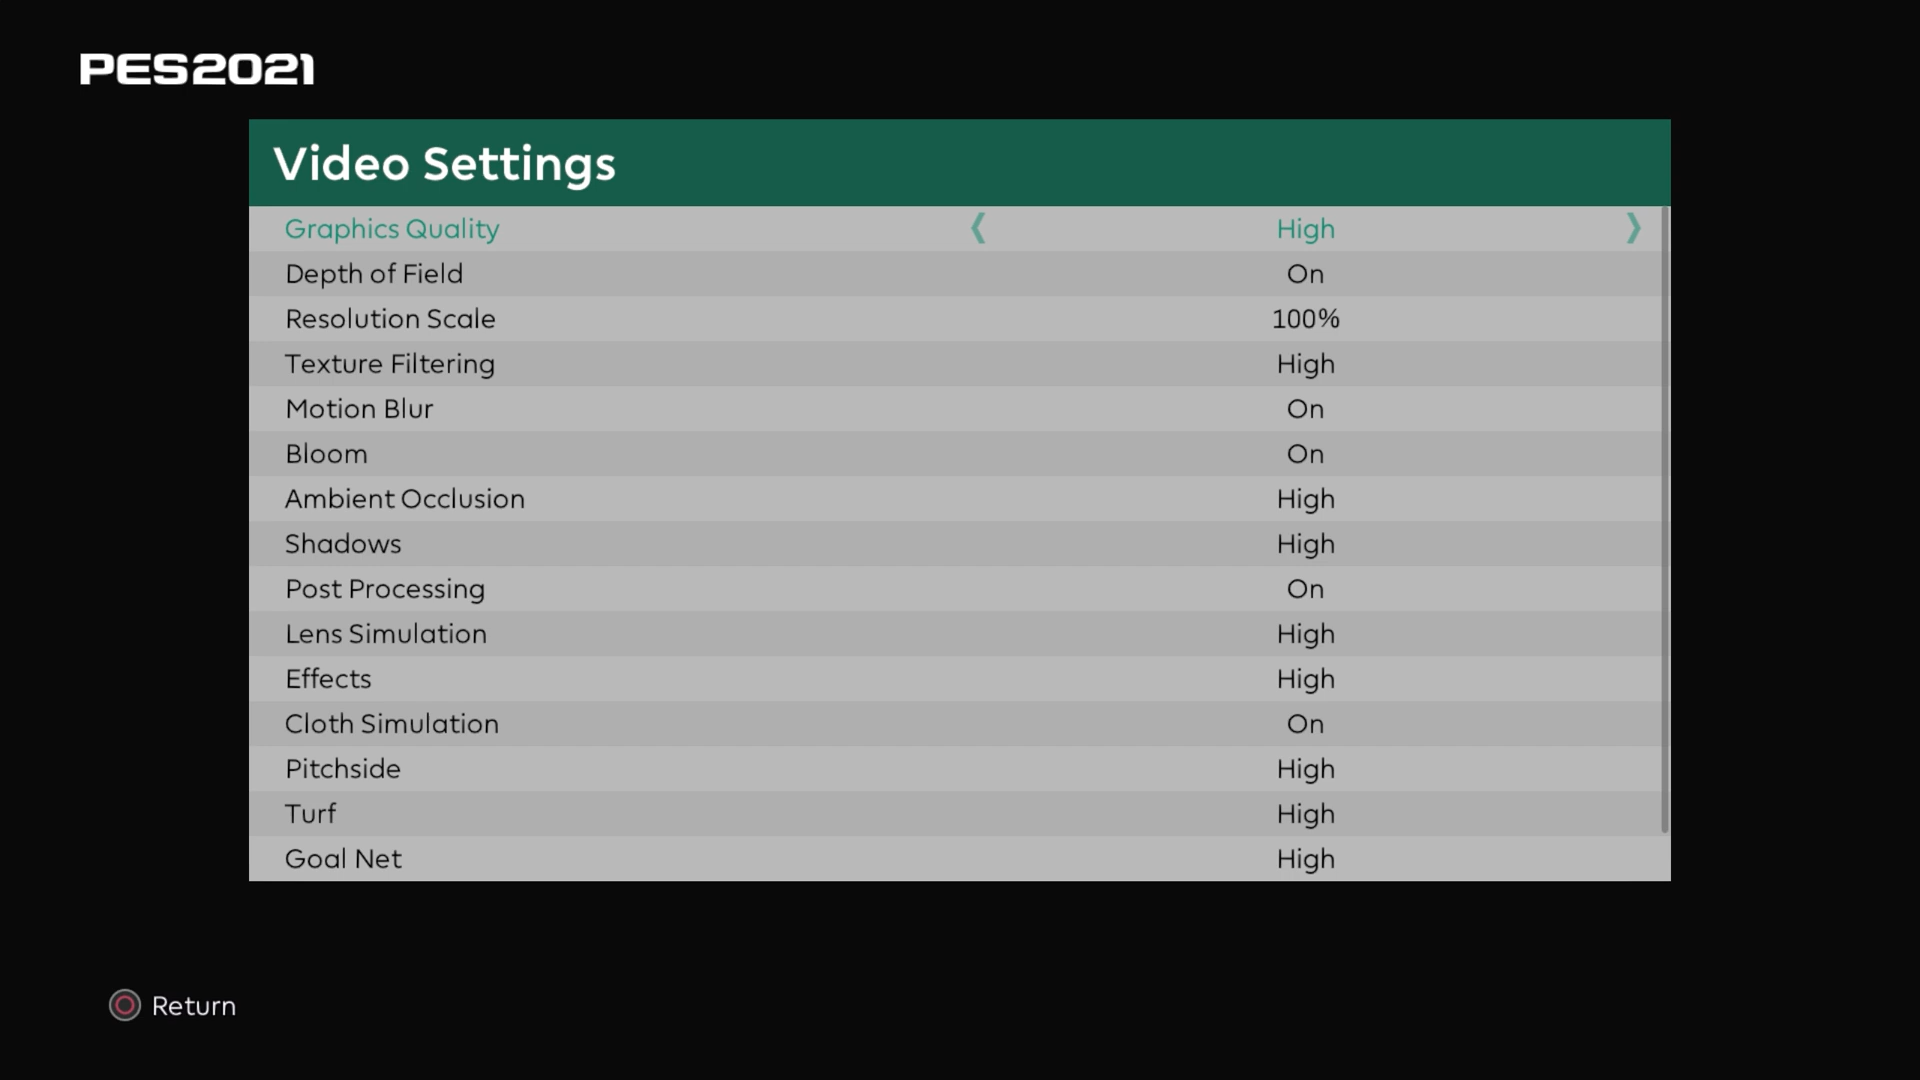 PES2021
Video Settings
Graphics Quality High
Depth of Field On
Resolution Scale 100%
Texture Filtering High
Motion Blur On
Bloom On
Ambient Occlusion High
Shadows High
Post Processing On
Lens Simulation High
Effects High
Cloth Simulation On
Pitchside High
Turf High
Goal Net High
Return